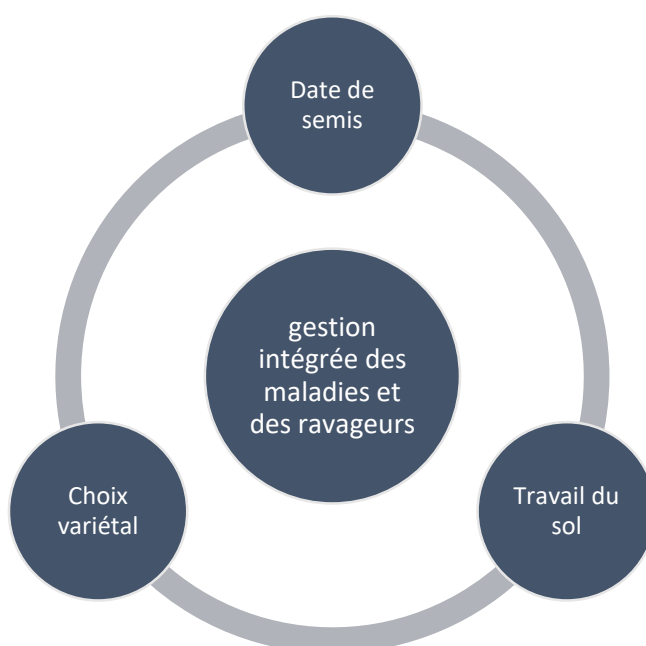 Date de
semis
gestion
intégrée des
maladies et
des ravageurs
Choix
variétal
Travail du
sol